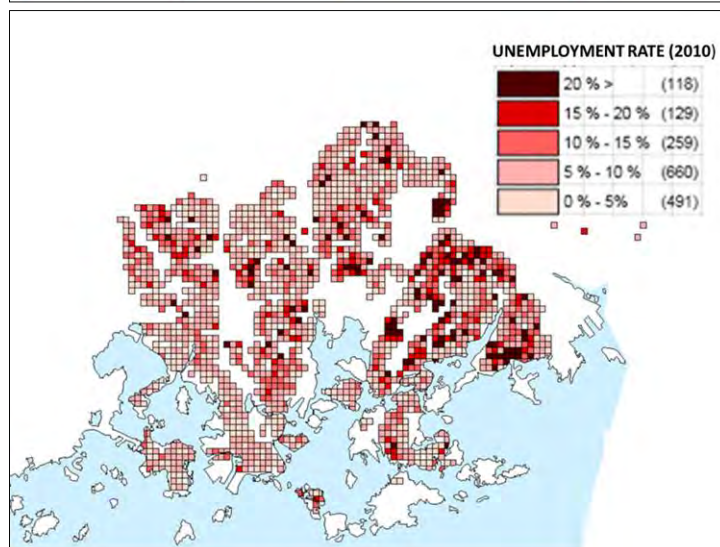 UNEMPLOYMENT RATE (2010)
20 % > (118)
15 % - 20 % (129)
10 % - 15 % (259)
5 % - 10 % (660)
0 % - 5% (491)